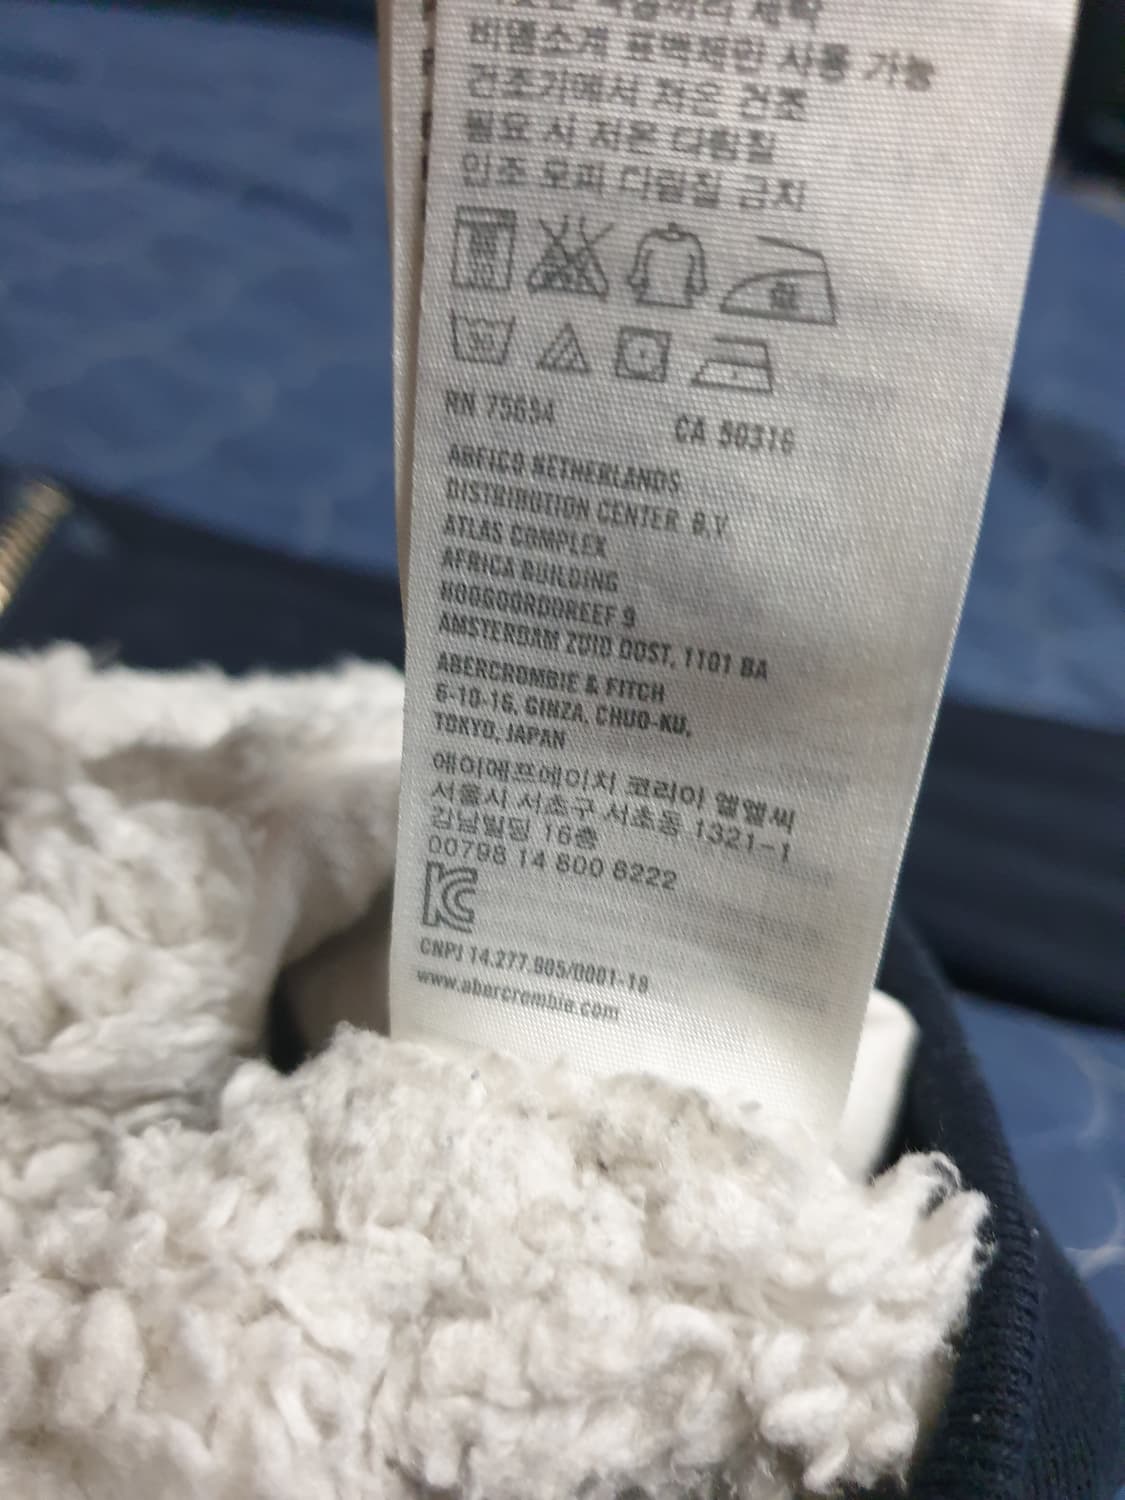 비염소계 표백제만 사용 가능
건조기에서 저온 건조
필요 시 저온 다림질
인조 모피 다림질 금지
30
RN 75654 CA 50316
ABFICO NETHERLANDS
DISTRIBUTION CENTER B.V.
ATLAS COMPLEX
AFRICA BUILDING
HOOGOORDDREEF 9
AMSTERDAM ZUID OOST, 1101 BA
ABERCROMBIE & FITCH
6-10-16, GINZA, CHUO-KU,
TOKYO, JAPAN
에이에프에이치 코리아 엘엘씨
서울시 서초구 서초동 1321-1
강남빌딩 16층
00798 14 800 6222
KC
CNPJ 14.277.905/0001-18
www.abercrombie.com